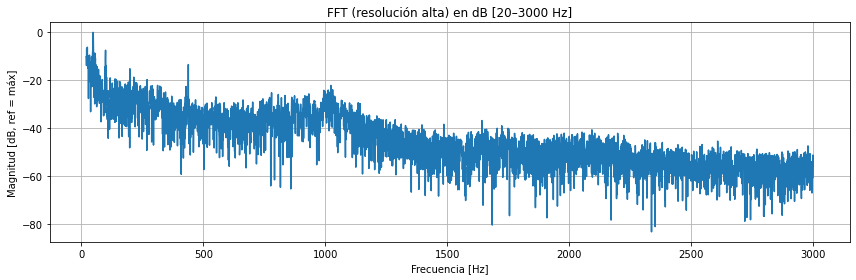 FFT (resolución alta) en dB [20–3000 Hz]
Magnitud [dB, ref = máx]
0
−20
−40
−60
−80
0 500 1000 1500 2000 2500 3000
Frecuencia [Hz]